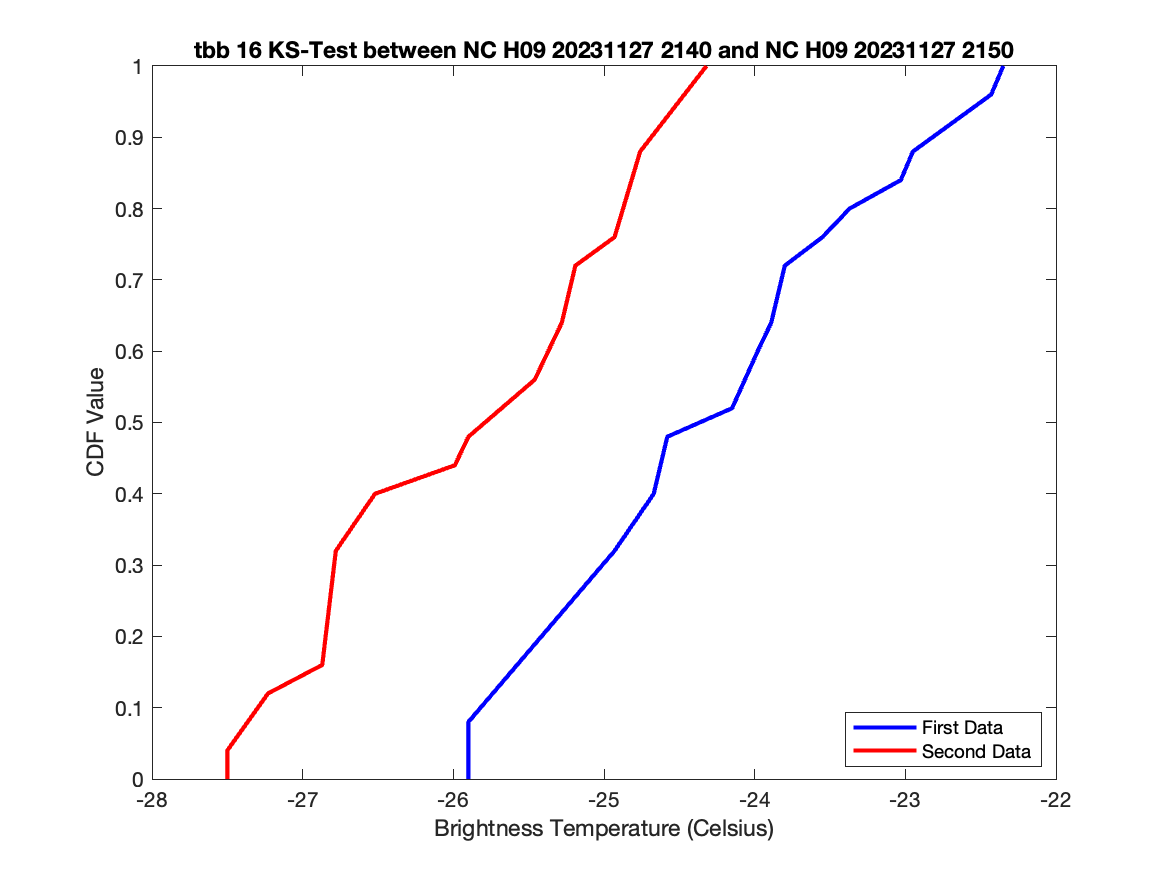 tbb 16 KS-Test between NC H09 20231127 2140 and NC H09 20231127 2150
1
0.9
0.8
0.7
0.6
0.5
0.4
0.3
0.2
0.1
0
CDF Value
First Data
Second Data
-28 -27 -26 -25 -24 -23 -22
Brightness Temperature (Celsius)